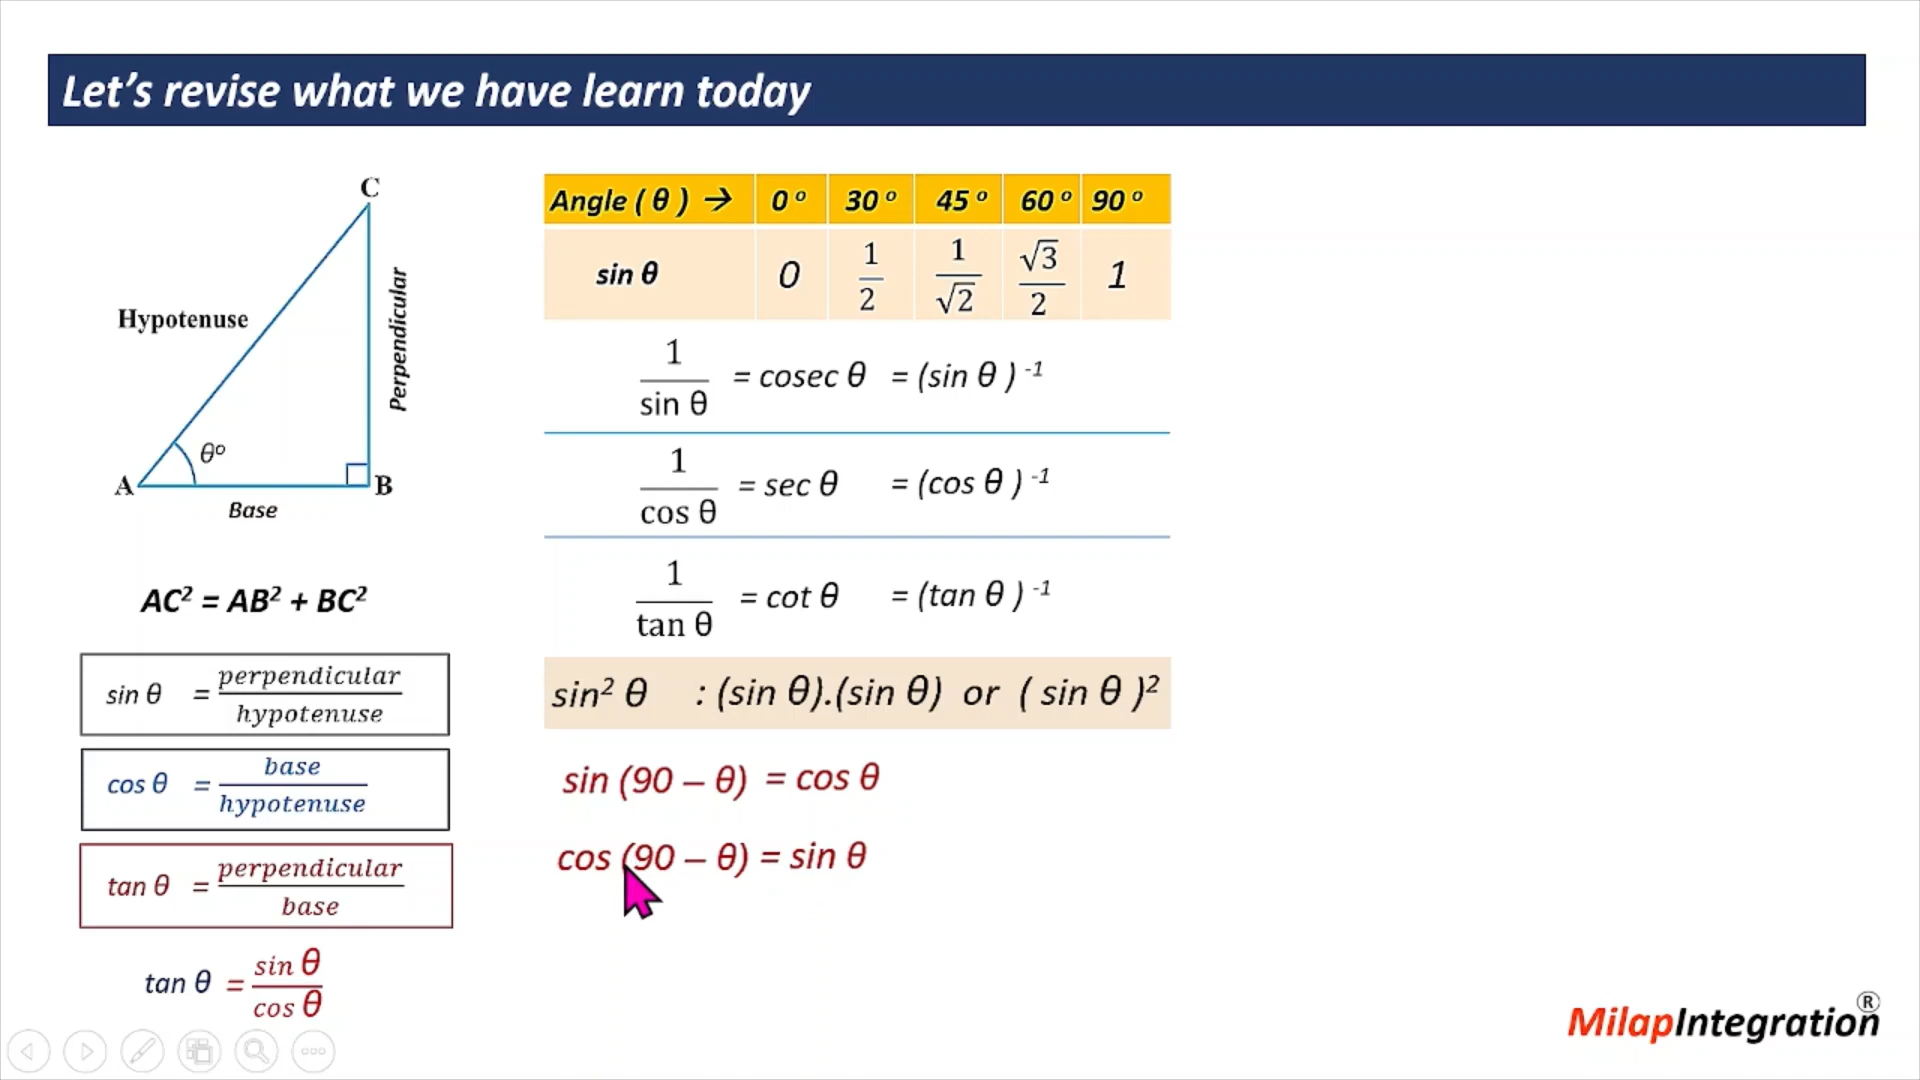 Let's revise what we have learn today
C
Hypotenuse
Perpendicular
θº
A
B
Base
AC² = AB² + BC²
sin θ = perpendicular / hypotenuse
cos θ = base / hypotenuse
tan θ = perpendicular / base
tan θ = sin θ / cos θ
Angle ( θ ) → 0 º 30 º 45 º 60 º 90 º
sin θ 0 1/2 1/√2 √3/2 1
1 / sin θ = cosec θ = (sin θ ) ⁻¹
1 / cos θ = sec θ = (cos θ ) ⁻¹
1 / tan θ = cot θ = (tan θ ) ⁻¹
sin² θ : (sin θ).(sin θ) or ( sin θ )²
sin (90 – θ) = cos θ
cos (90 – θ) = sin θ
MilapIntegration®